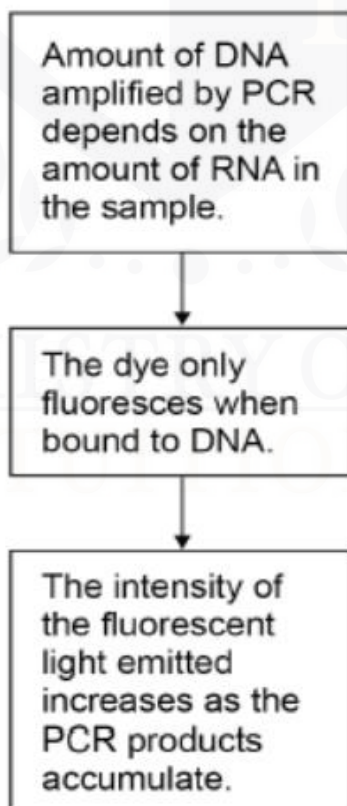 Amount of DNA
amplified by PCR
depends on the
amount of RNA in
the sample.
The dye only
fluoresces when
bound to DNA.
The intensity of
the fluorescent
light emitted
increases as the
PCR products
accumulate.